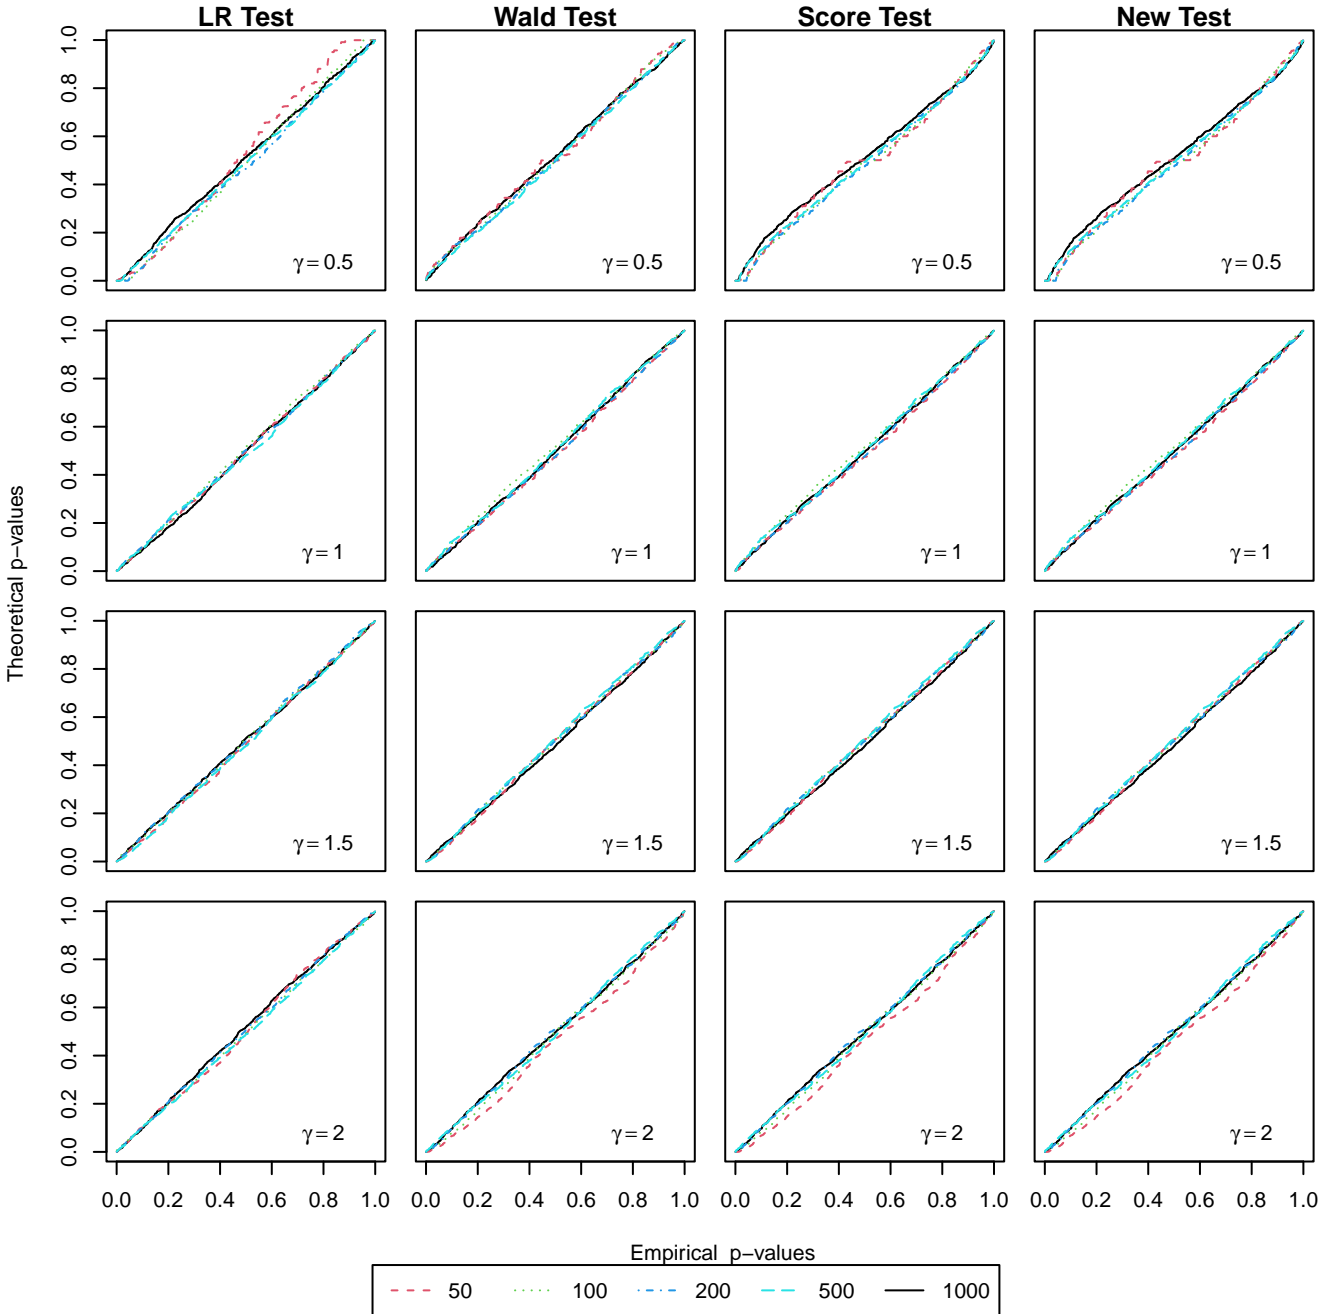 LR Test Wald Test Score Test New Test
Theoretical p−values
0.0 0.2 0.4 0.6 0.8 1.0
γ = 0.5 γ = 0.5 γ = 0.5 γ = 0.5
0.0 0.2 0.4 0.6 0.8 1.0
γ = 1 γ = 1 γ = 1 γ = 1
0.0 0.2 0.4 0.6 0.8 1.0
γ = 1.5 γ = 1.5 γ = 1.5 γ = 1.5
0.0 0.2 0.4 0.6 0.8 1.0
γ = 2 γ = 2 γ = 2 γ = 2
0.0 0.2 0.4 0.6 0.8 1.0 0.0 0.2 0.4 0.6 0.8 1.0 0.0 0.2 0.4 0.6 0.8 1.0 0.0 0.2 0.4 0.6 0.8 1.0
Empirical p−values
50 100 200 500 1000